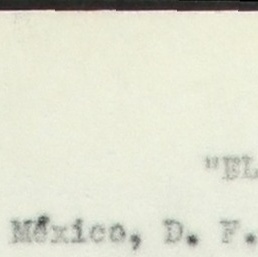 "EL
México, D. F.